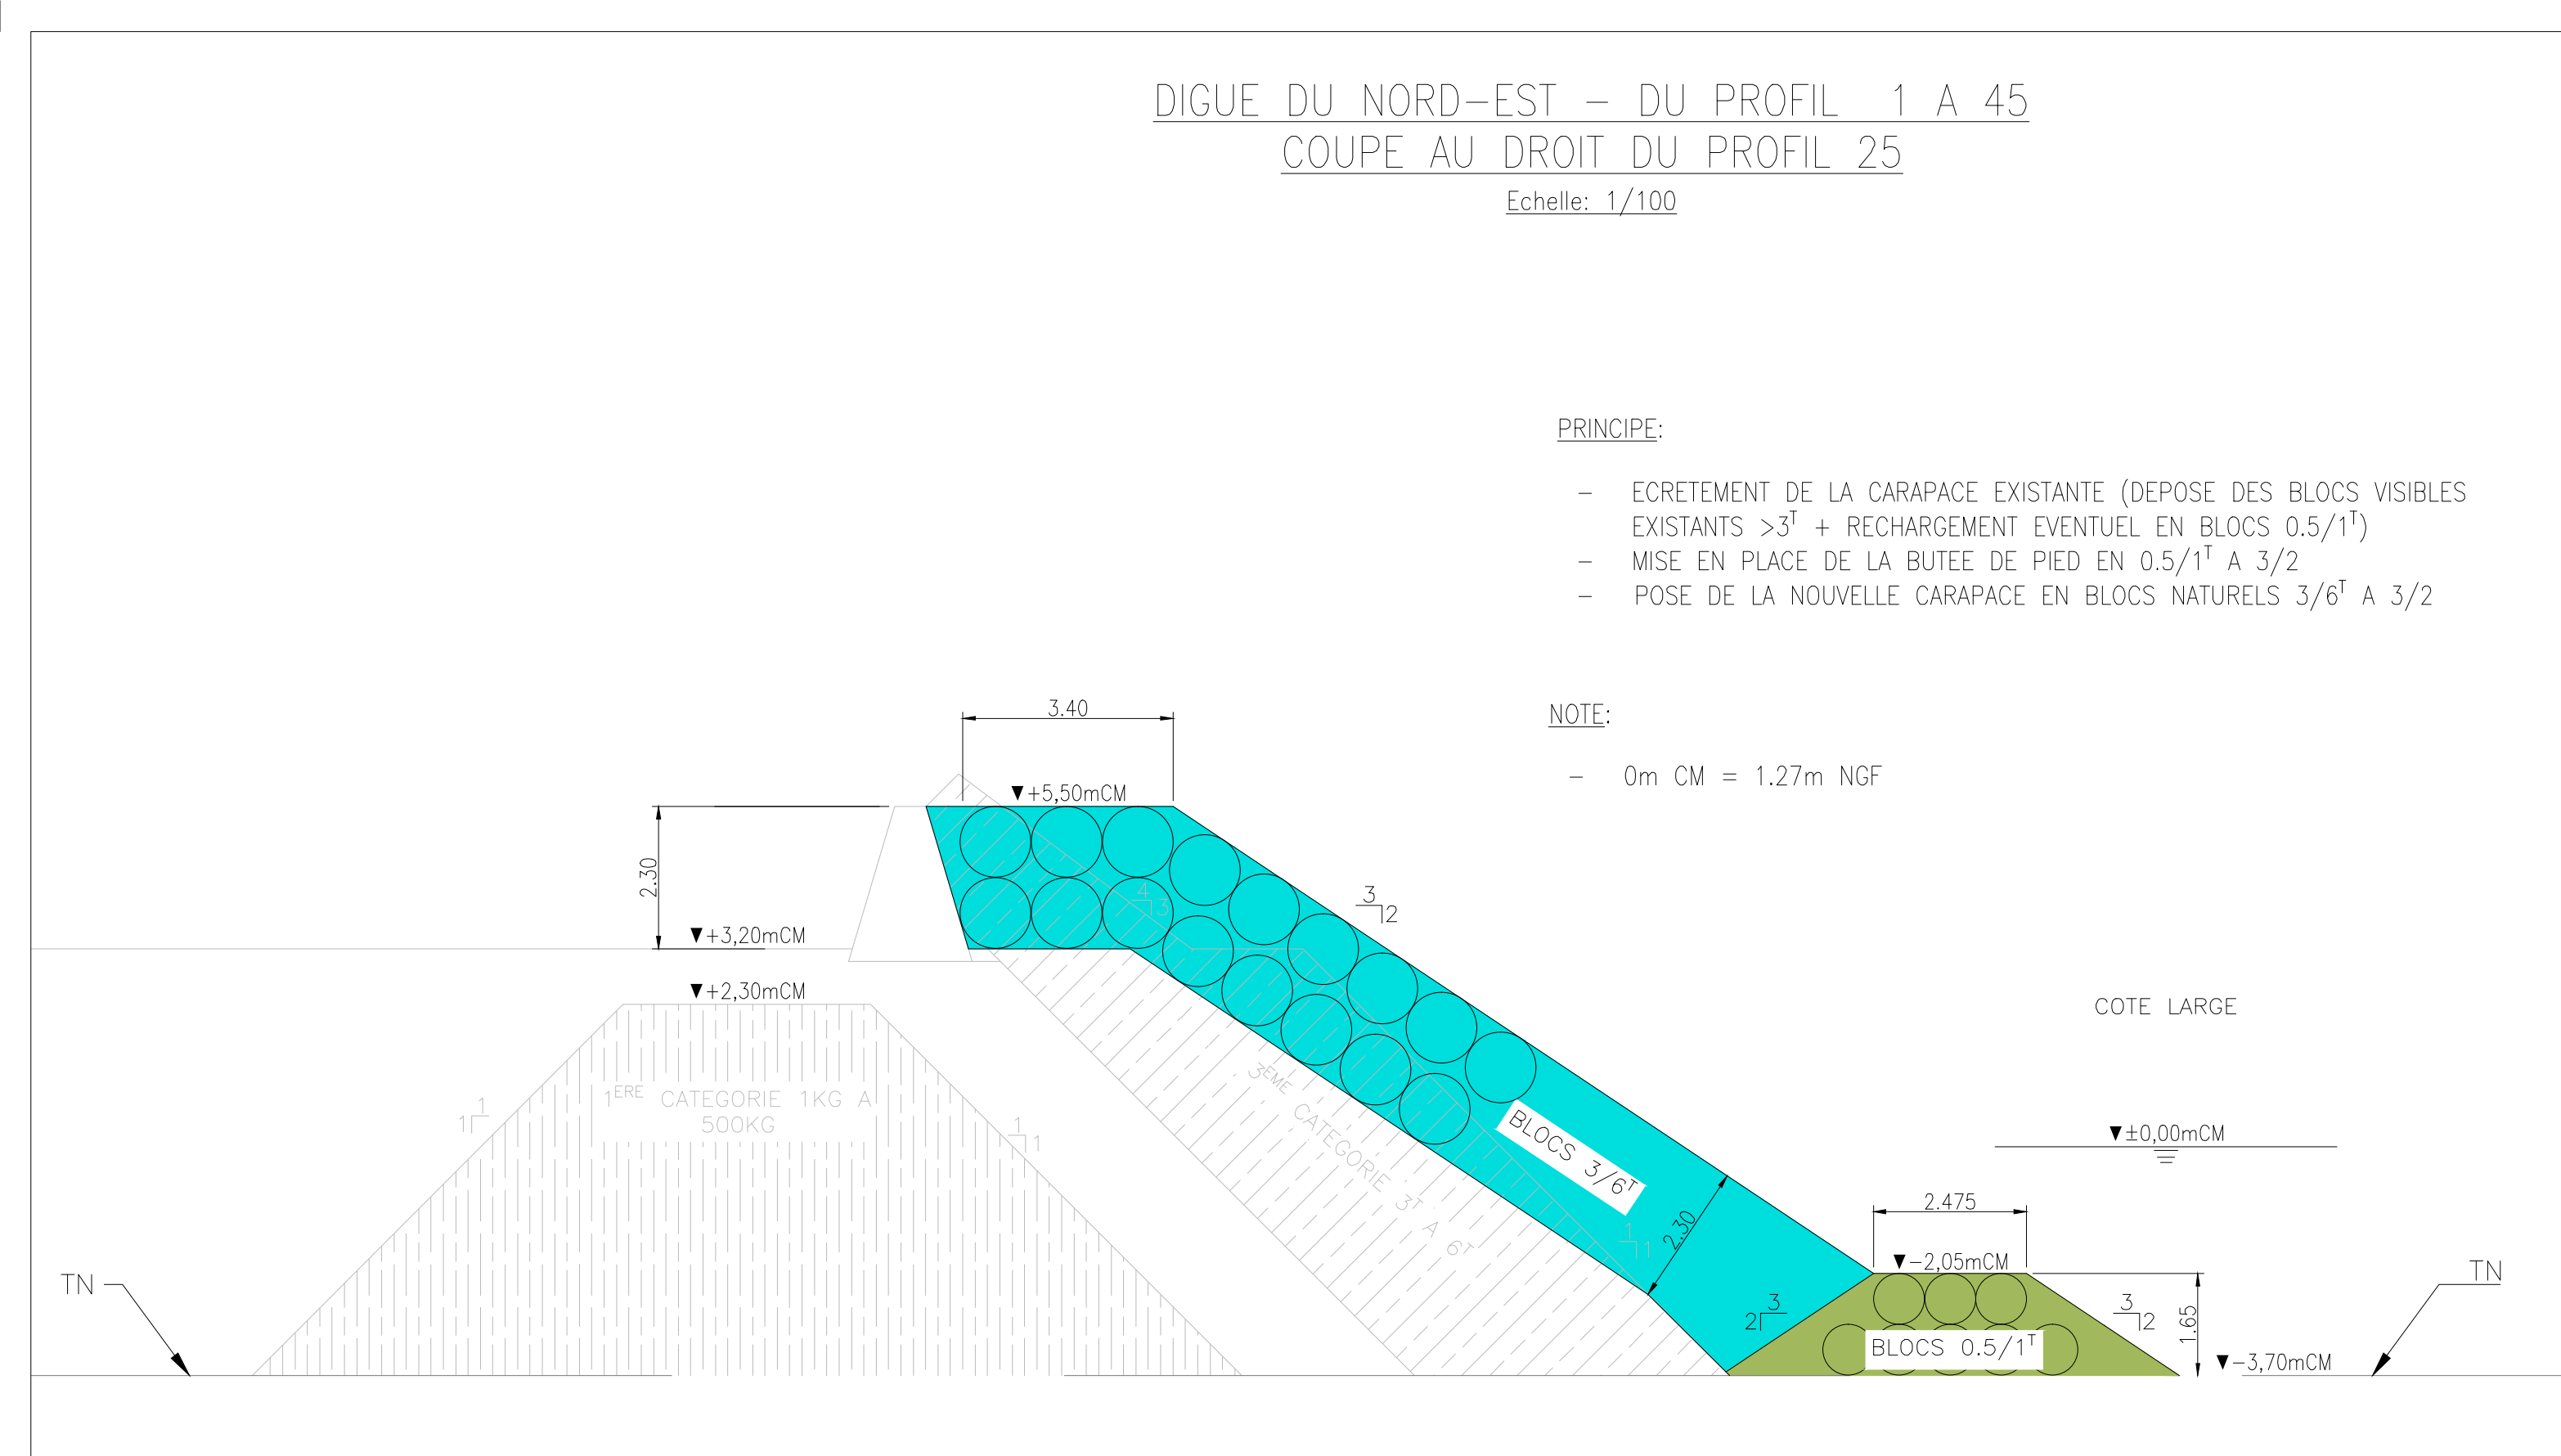 DIGUE DU NORD-EST - DU PROFIL 1 A 45
COUPE AU DROIT DU PROFIL 25
Echelle: 1/100
PRINCIPE:
- ECRETEMENT DE LA CARAPACE EXISTANTE (DEPOSE DES BLOCS VISIBLES
EXISTANTS >3T + RECHARGEMENT EVENTUEL EN BLOCS 0.5/1T)
- MISE EN PLACE DE LA BUTEE DE PIED EN 0.5/1T A 3/2
- POSE DE LA NOUVELLE CARAPACE EN BLOCS NATURELS 3/6T A 3/2
NOTE:
- 0m CM = 1.27m NGF
3.40
▼+5,50mCM
2.30
▼+3,20mCM
▼+2,30mCM
4
3
3
2
COTE LARGE
1ERE CATEGORIE 1KG A
500KG
1
1
1
1
3EME CATEGORIE 3T A 6T
BLOCS 3/6T
2.30
1
1
▼±0,00mCM
2.475
▼-2,05mCM
3
2
3
2
1.65
BLOCS 0.5/1T
▼-3,70mCM
TN
TN